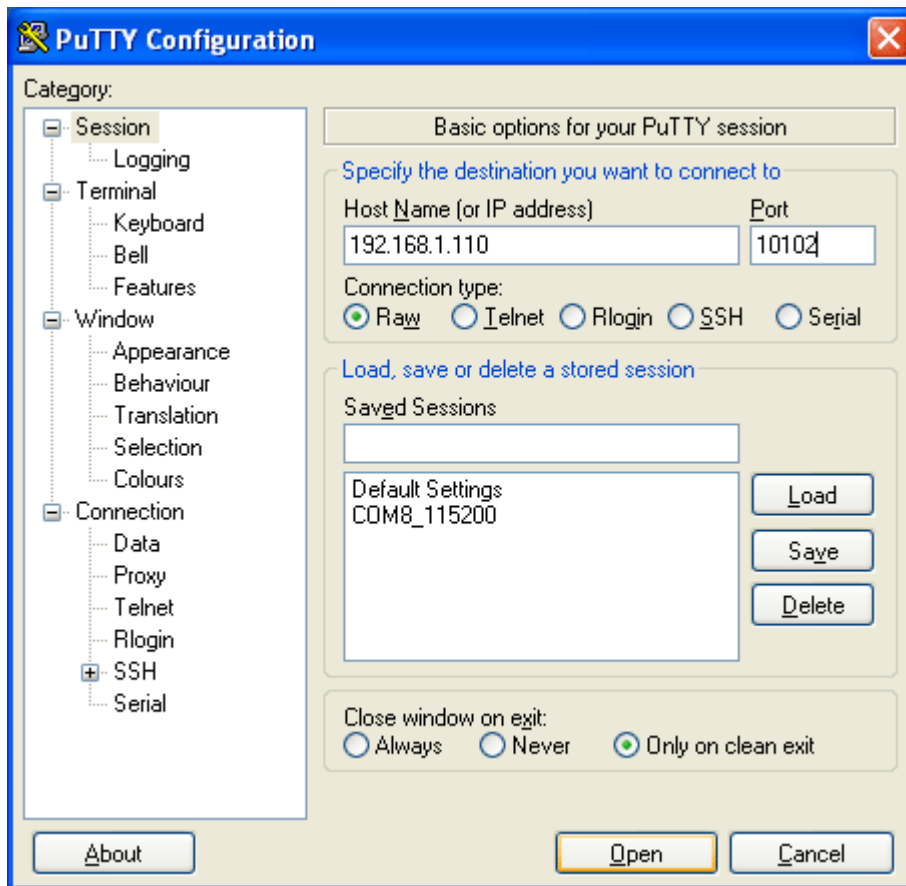 PuTTY Configuration
Category:
Session
Logging
Terminal
Keyboard
Bell
Features
Window
Appearance
Behaviour
Translation
Selection
Colours
Connection
Data
Proxy
Telnet
Rlogin
SSH
Serial
Basic options for your PuTTY session
Specify the destination you want to connect to
Host Name (or IP address) Port
192.168.1.110 10102
Connection type:
Raw Telnet Rlogin SSH Serial
Load, save or delete a stored session
Saved Sessions
Default Settings
COM8_115200
Load
Save
Delete
Close window on exit:
Always Never Only on clean exit
About Open Cancel